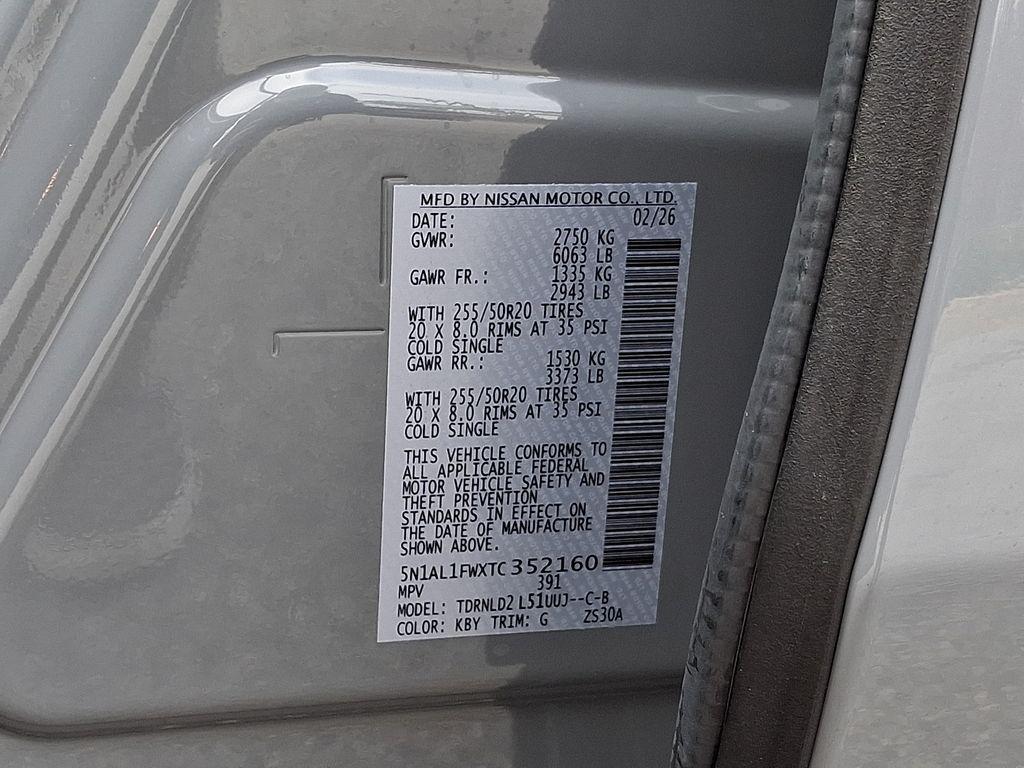 MFD BY NISSAN MOTOR CO., LTD.
DATE: 02/26
GVWR: 2750 KG
6063 LB
GAWR FR.: 1335 KG
2943 LB
WITH 255/50R20 TIRES
20 X 8.0 RIMS AT 35 PSI
COLD SINGLE
GAWR RR.: 1530 KG
3373 LB
WITH 255/50R20 TIRES
20 X 8.0 RIMS AT 35 PSI
COLD SINGLE
THIS VEHICLE CONFORMS TO
ALL APPLICABLE FEDERAL
MOTOR VEHICLE SAFETY AND
THEFT PREVENTION
STANDARDS IN EFFECT ON
THE DATE OF MANUFACTURE
SHOWN ABOVE.
5N1AL1FWXTC352160
MPV 391
MODEL: TDRNLD2 L51UUJ--C-B
COLOR: KBY TRIM: G ZS30A